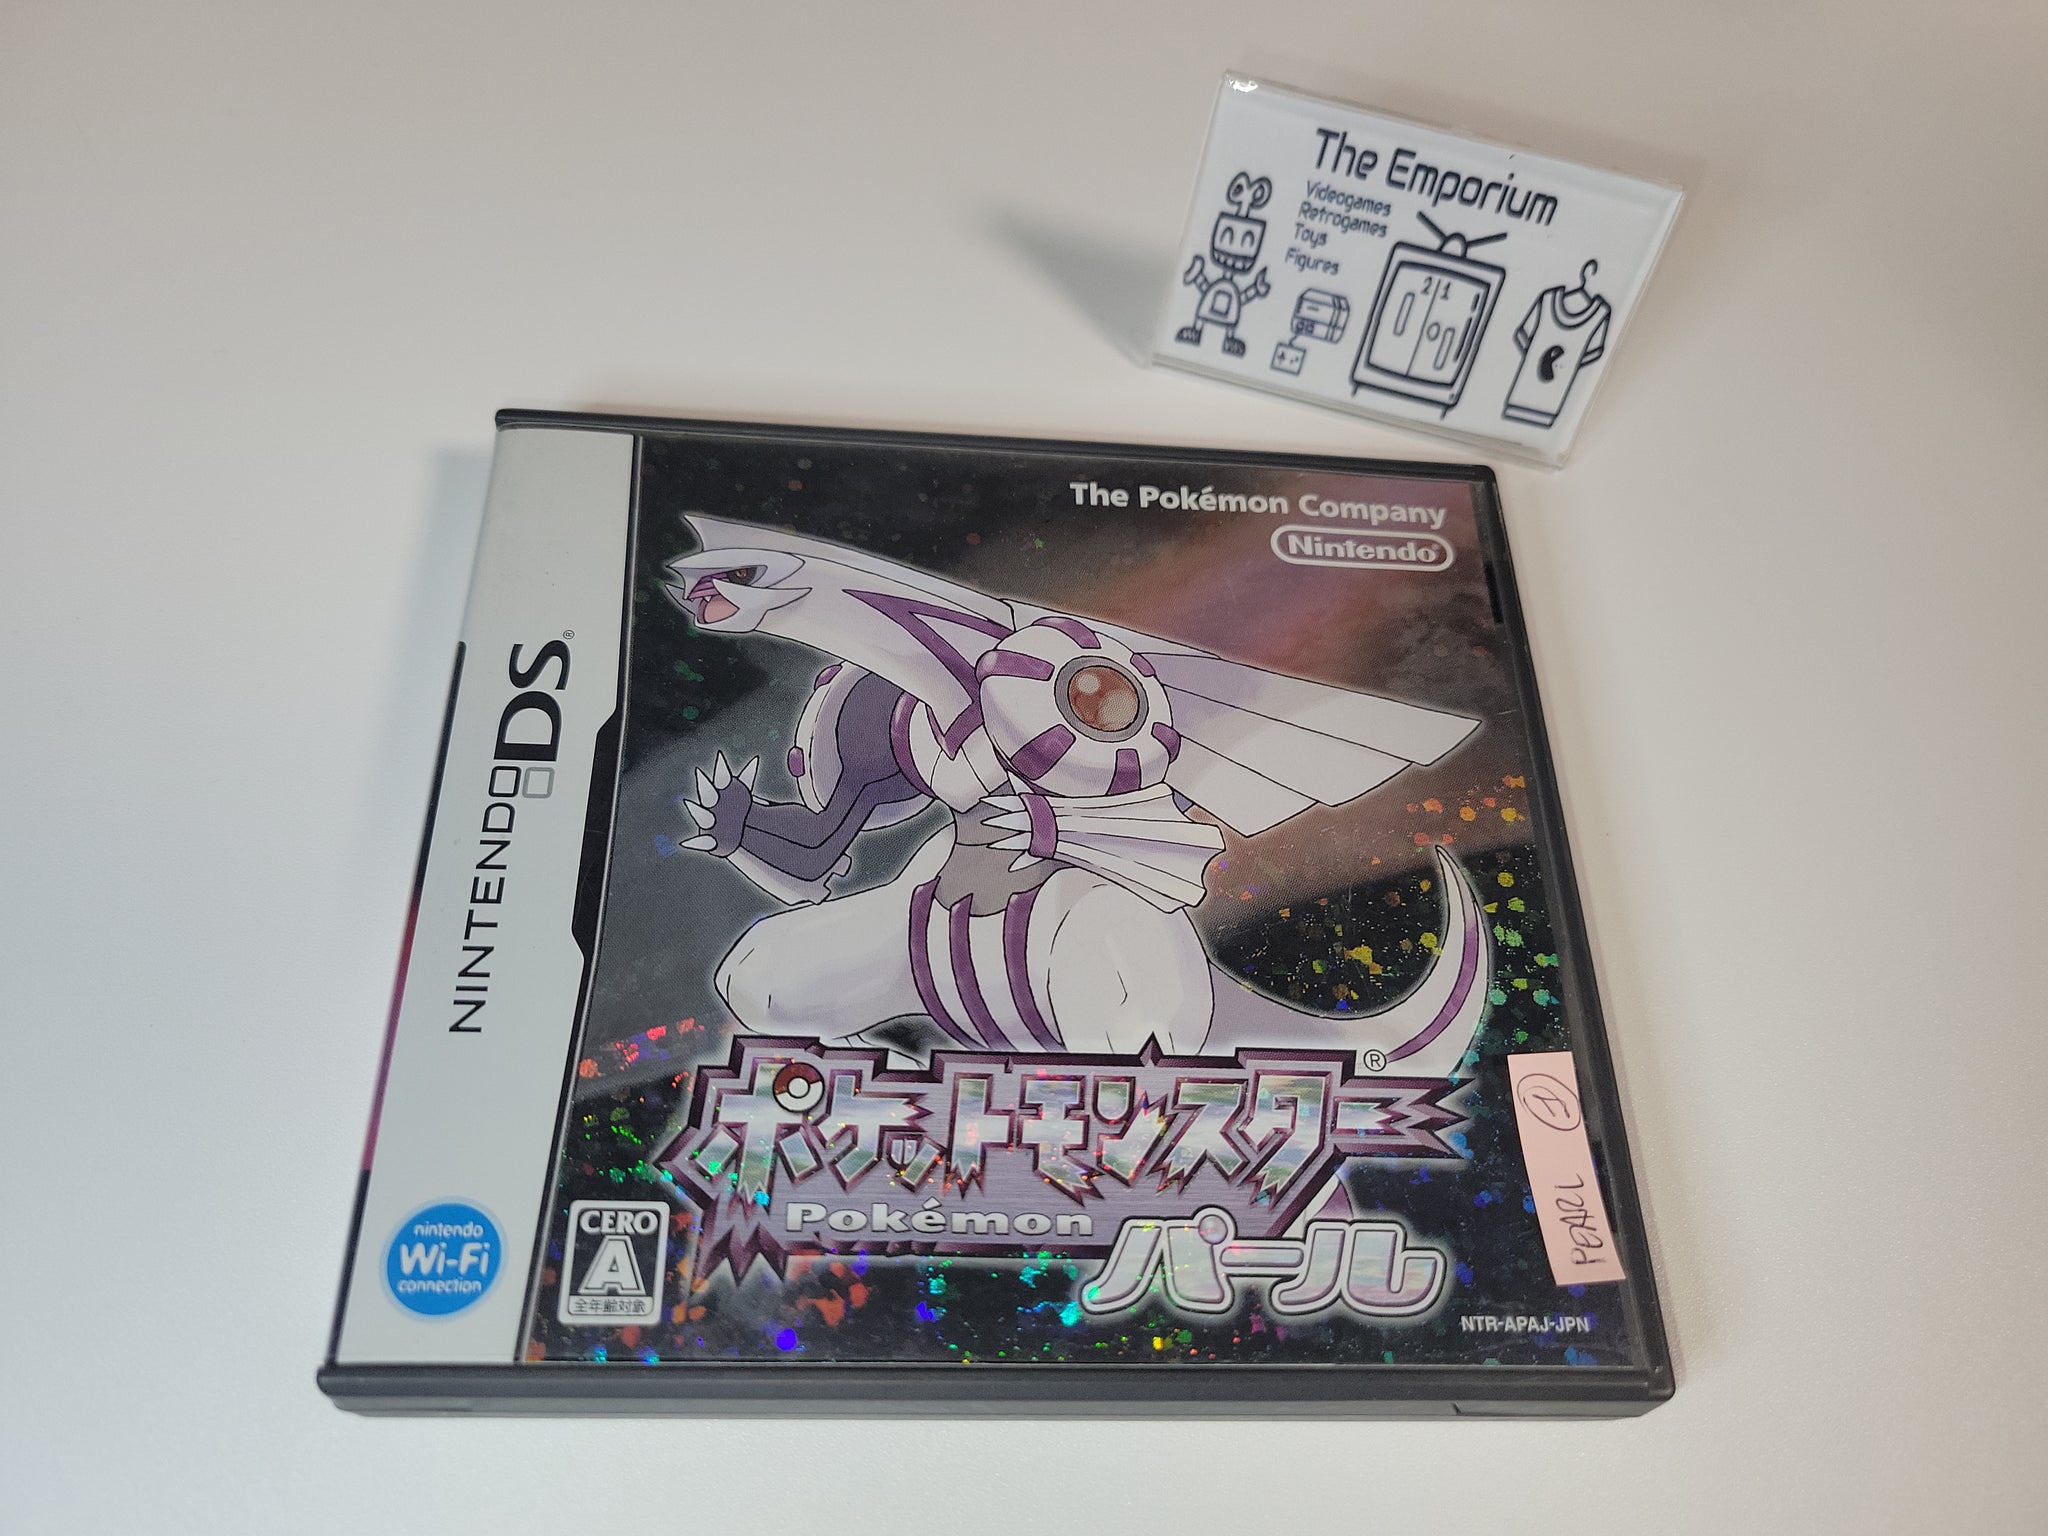 The Emporium
Videogames
Retrogames
Toys
Figures
2 1
The Pokémon Company
Nintendo®
NINTENDO DS®
ポケットモンスター®
Pokémon
パール
PEARL
nintendo
Wi-Fi
connection
CERO
A
全年齢対象
NTR-APAJ-JPN